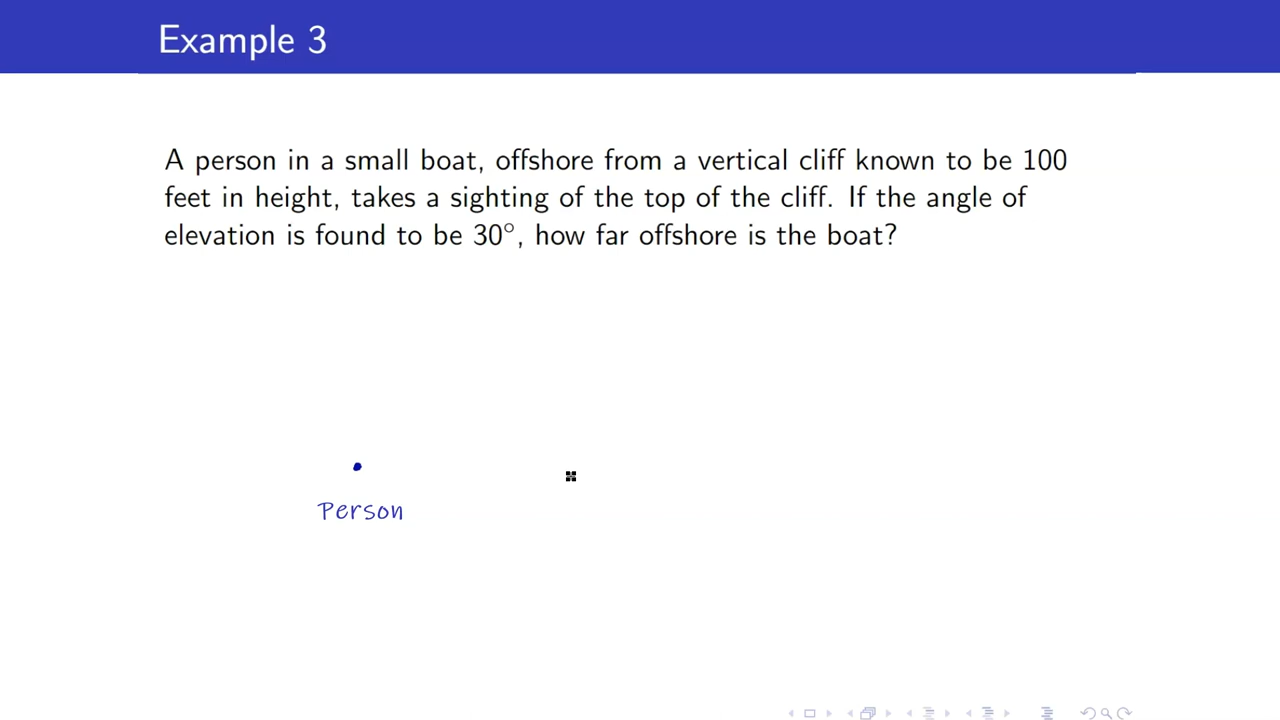 Example 3
A person in a small boat, offshore from a vertical cliff known to be 100
feet in height, takes a sighting of the top of the cliff. If the angle of
elevation is found to be 30°, how far offshore is the boat?
Person